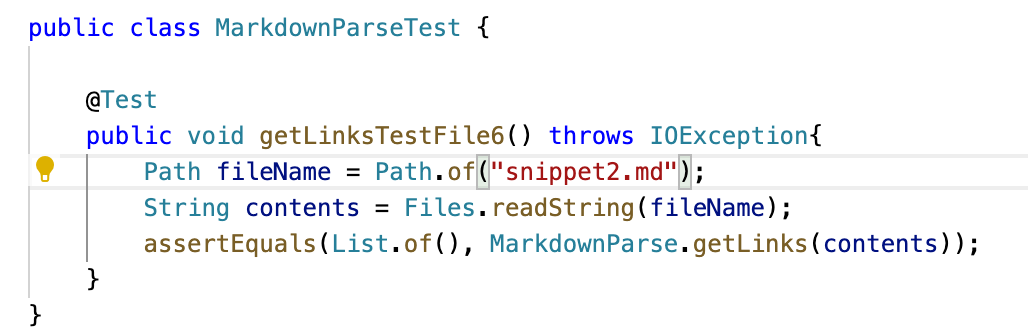 public class MarkdownParseTest {
@Test
public void getLinksTestFile6() throws IOException{
Path fileName = Path.of("snippet2.md");
String contents = Files.readString(fileName);
assertEquals(List.of(), MarkdownParse.getLinks(contents));
}
}